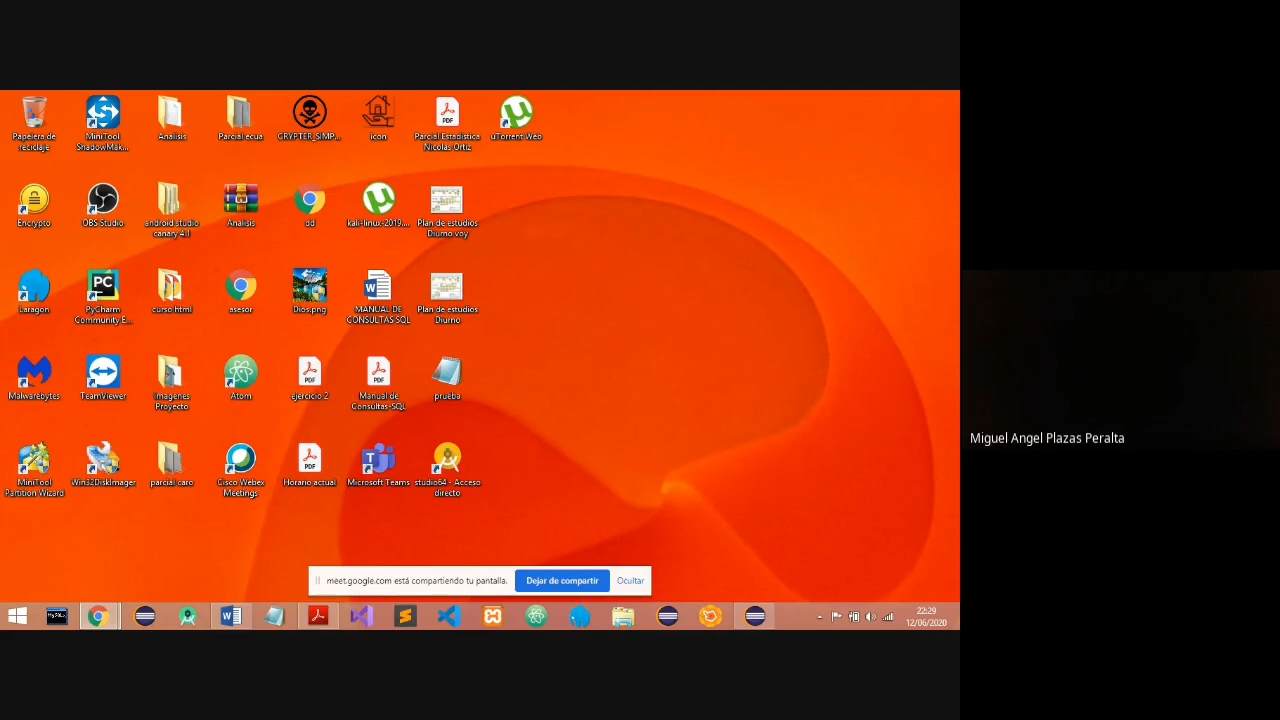 Papelera de
reciclaje
MiniTool
ShadowMak...
Analisis
Parcial ecua
CRYPTER_SIMP...
icon
Parcial Estadistica
Nicolas Ortiz
uTorrent Web
Encrypto
OBS Studio
android studio
canary 4.1
Analisis
dd
kali-linux-2019....
Plan de estudios
Diurno voy
Laragon
PC
PyCharm
Community E...
curso html
asesor
Dios.png
MANUAL DE
CONSULTAS SQL
Plan de estudios
Diurno
Malwarebytes
TeamViewer
Imagenes
Proyecto
Atom
PDF
ejercicio 2
PDF
Manual de
Consultas-SQL
prueba
MiniTool
Partition Wizard
Win32DiskImager
parcial caro
Cisco Webex
Meetings
PDF
Horario actual
Microsoft Teams
studio64 - Acceso
directo
meet.google.com está compartiendo tu pantalla.
Dejar de compartir
Ocultar
22:29
12/06/2020
Miguel Angel Plazas Peralta